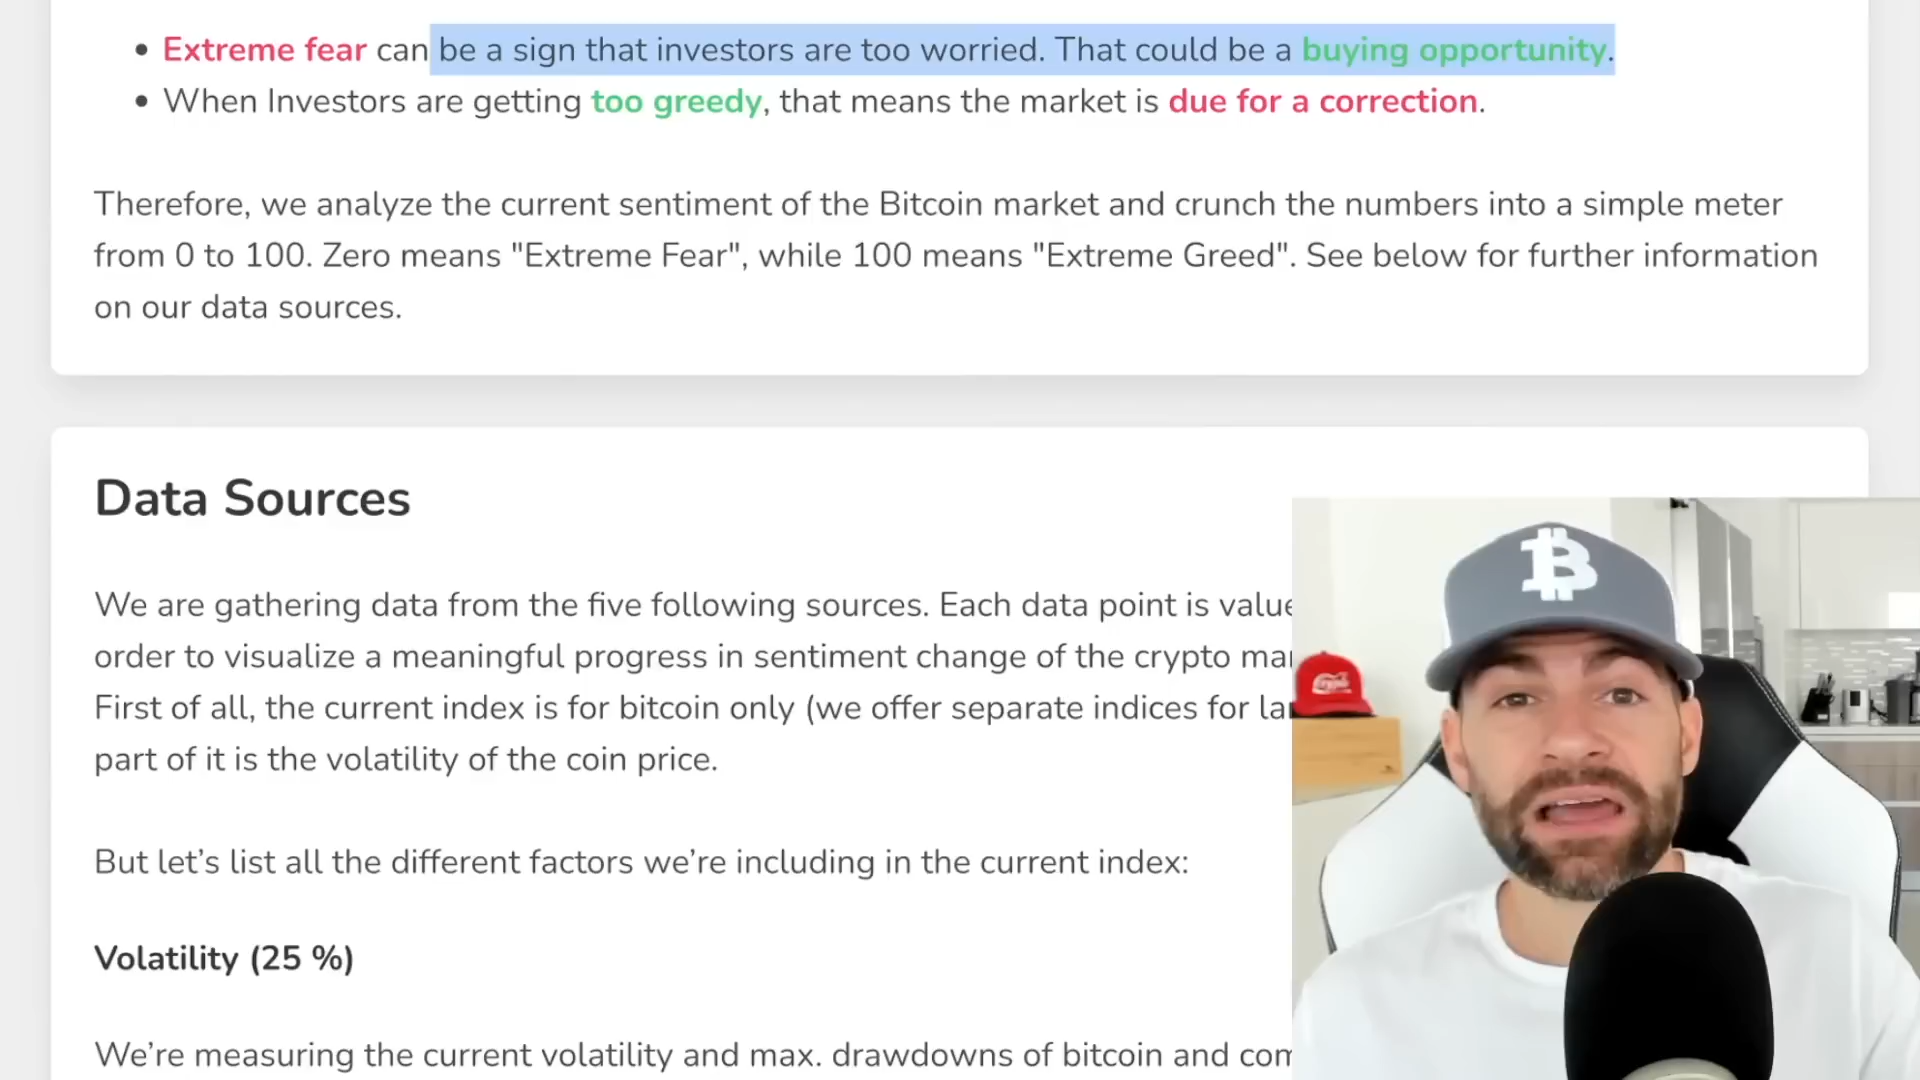 Extreme fear can be a sign that investors are too worried. That could be a buying opportunity.
When Investors are getting too greedy, that means the market is due for a correction.
Therefore, we analyze the current sentiment of the Bitcoin market and crunch the numbers into a simple meter
from 0 to 100. Zero means "Extreme Fear", while 100 means "Extreme Greed". See below for further information
on our data sources.
Data Sources
We are gathering data from the five following sources. Each data point is value
order to visualize a meaningful progress in sentiment change of the crypto mar
First of all, the current index is for bitcoin only (we offer separate indices for lar
part of it is the volatility of the coin price.
But let’s list all the different factors we’re including in the current index:
Volatility (25 %)
We’re measuring the current volatility and max. drawdowns of bitcoin and com